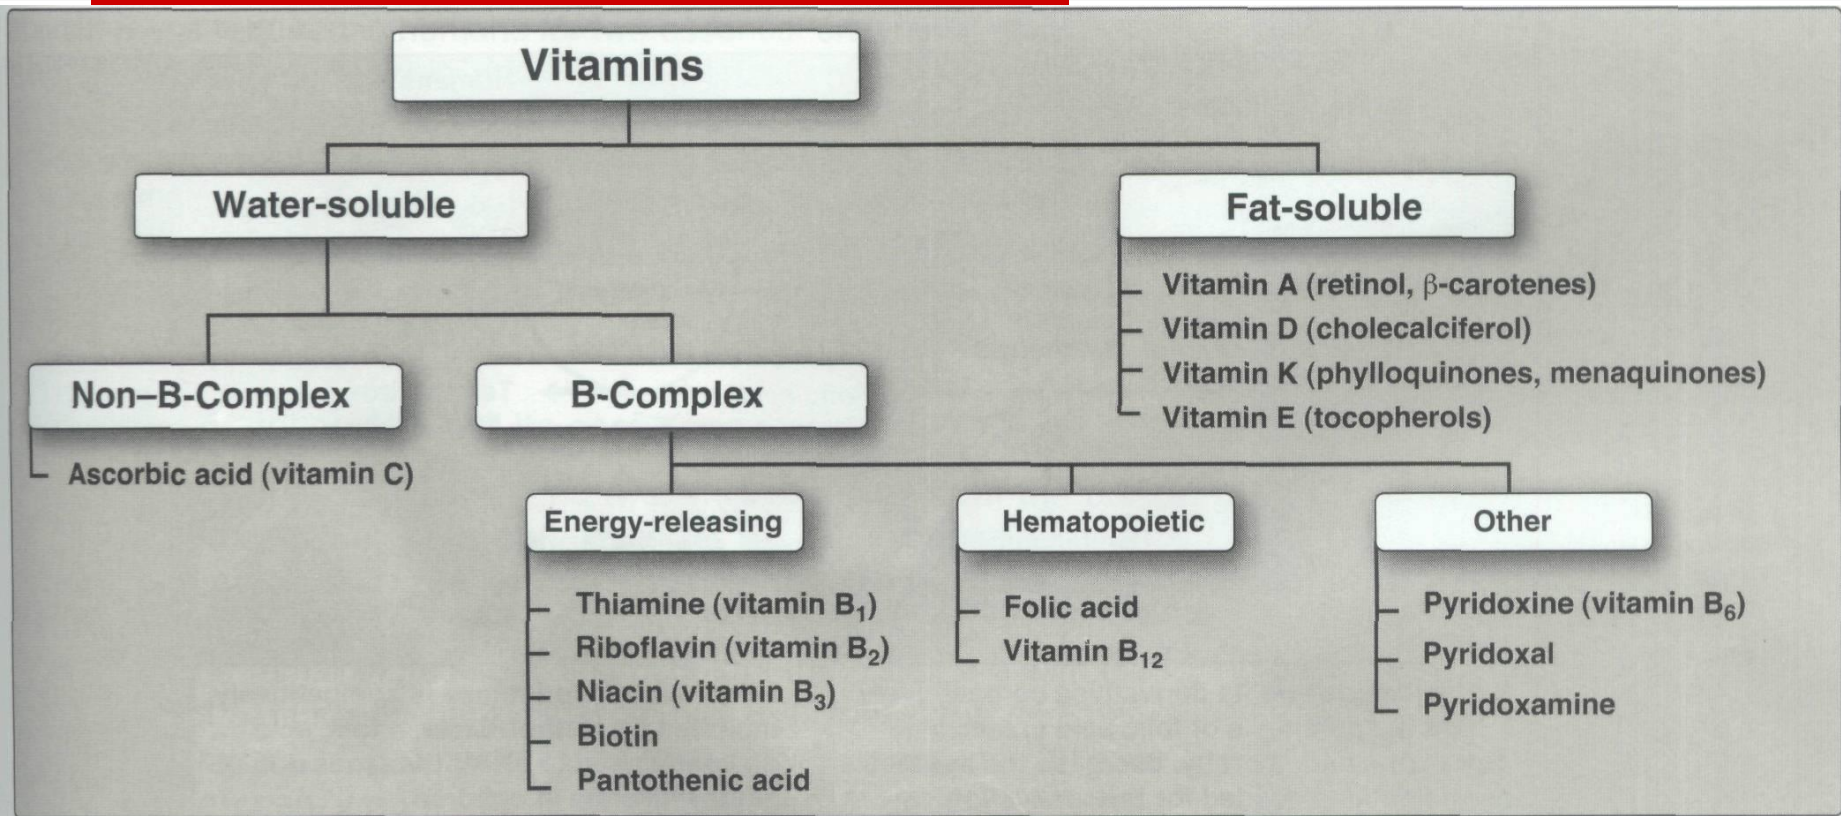 Vitamins
Water-soluble
Fat-soluble
Vitamin A (retinol, β-carotenes)
Vitamin D (cholecalciferol)
Vitamin K (phylloquinones, menaquinones)
Vitamin E (tocopherols)
Non–B-Complex
B-Complex
Ascorbic acid (vitamin C)
Energy-releasing
Hematopoietic
Other
Thiamine (vitamin B₁)
Riboflavin (vitamin B₂)
Niacin (vitamin B₃)
Biotin
Pantothenic acid
Folic acid
Vitamin B₁₂
Pyridoxine (vitamin B₆)
Pyridoxal
Pyridoxamine